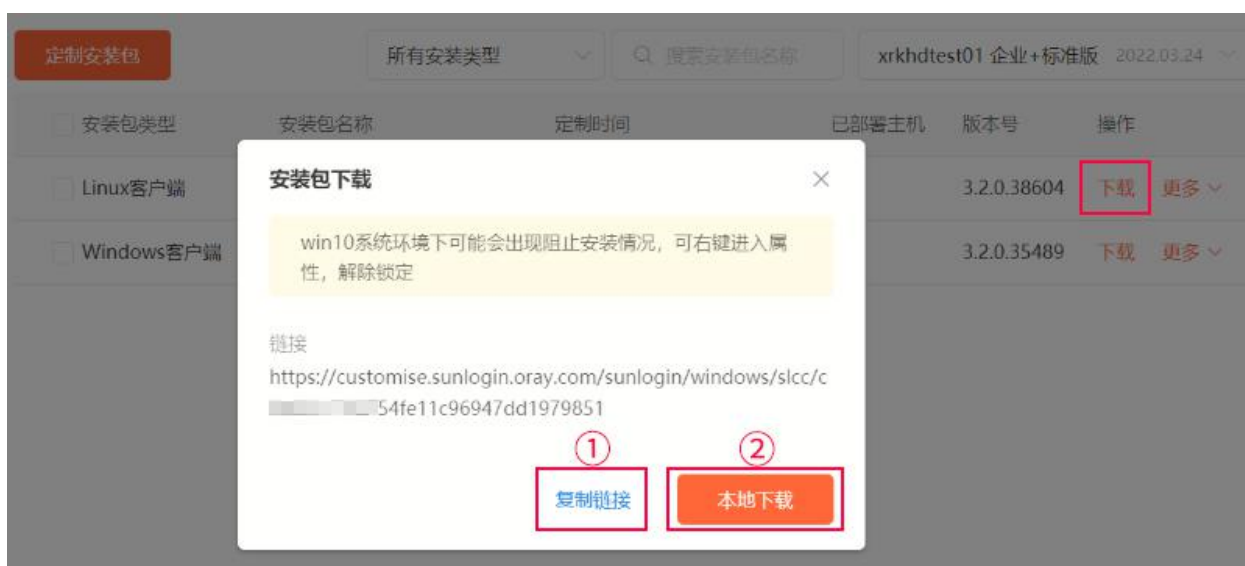 定制安装包 所有安装类型 搜索安装包名称 xrkhdtest01 企业+标准版 2022.03.24
安装包类型 安装包名称 定制时间 已部署主机 版本号 操作
Linux客户端 3.2.0.38604 下载 更多
Windows客户端 3.2.0.35489 下载 更多
安装包下载
win10系统环境下可能会出现阻止安装情况，可右键进入属
性，解除锁定
链接
https://customise.sunlogin.oray.com/sunlogin/windows/slcc/c
54fe11c96947dd1979851
① ②
复制链接 本地下载